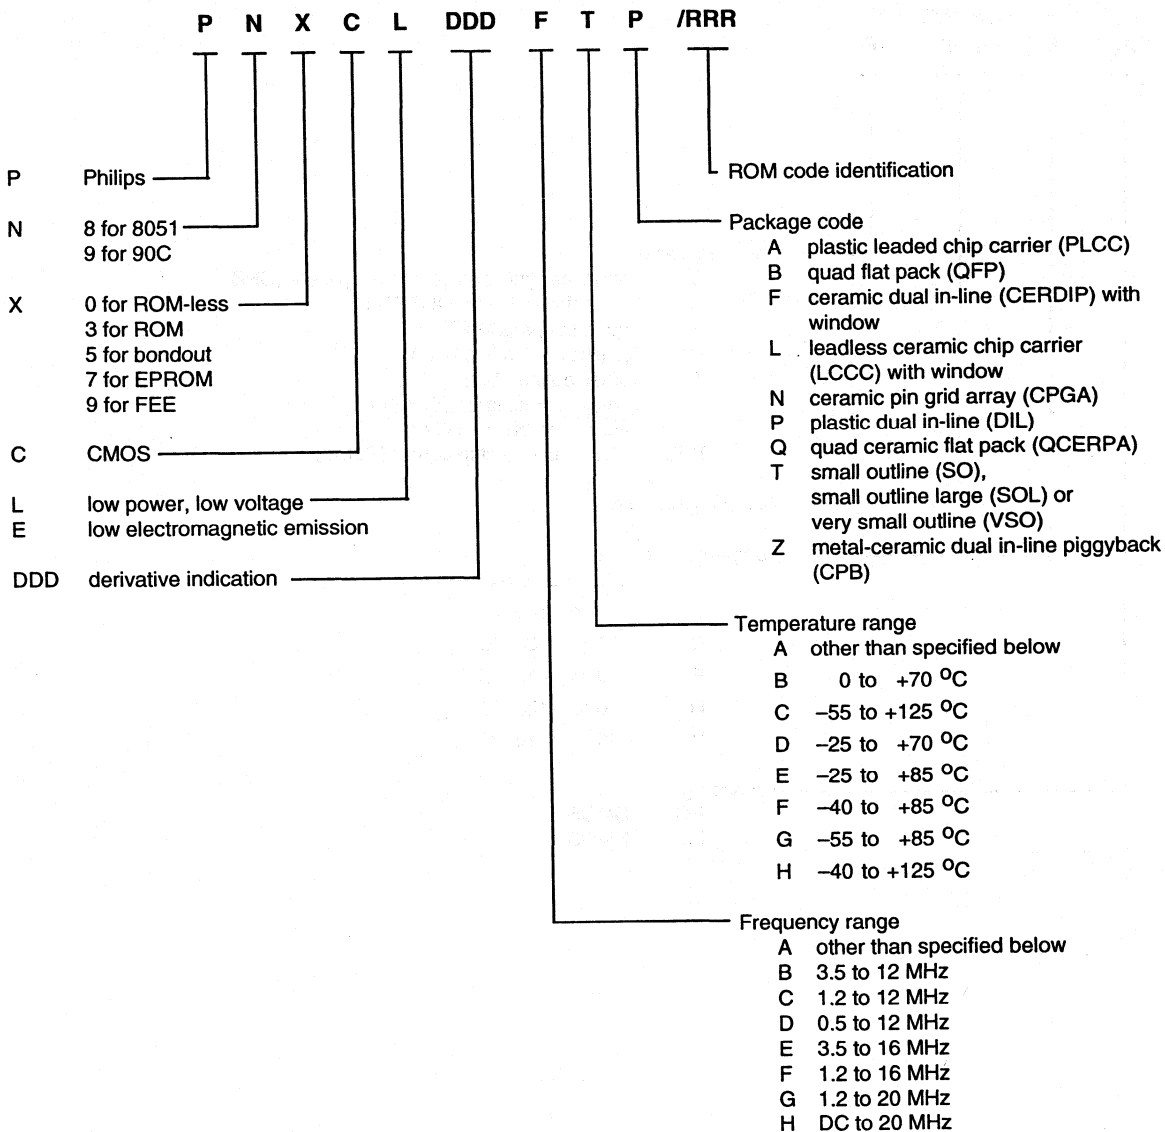 P N X C L DDD F T P /RRR
P Philips
N 8 for 8051
9 for 90C
X 0 for ROM-less
3 for ROM
5 for bondout
7 for EPROM
9 for FEE
C CMOS
L low power, low voltage
E low electromagnetic emission
DDD derivative indication
ROM code identification
Package code
A plastic leaded chip carrier (PLCC)
B quad flat pack (QFP)
F ceramic dual in-line (CERDIP) with
window
L leadless ceramic chip carrier
(LCCC) with window
N ceramic pin grid array (CPGA)
P plastic dual in-line (DIL)
Q quad ceramic flat pack (QCERPA)
T small outline (SO),
small outline large (SOL) or
very small outline (VSO)
Z metal-ceramic dual in-line piggyback
(CPB)
Temperature range
A other than specified below
B 0 to +70 °C
C –55 to +125 °C
D –25 to +70 °C
E –25 to +85 °C
F –40 to +85 °C
G –55 to +85 °C
H –40 to +125 °C
Frequency range
A other than specified below
B 3.5 to 12 MHz
C 1.2 to 12 MHz
D 0.5 to 12 MHz
E 3.5 to 16 MHz
F 1.2 to 16 MHz
G 1.2 to 20 MHz
H DC to 20 MHz